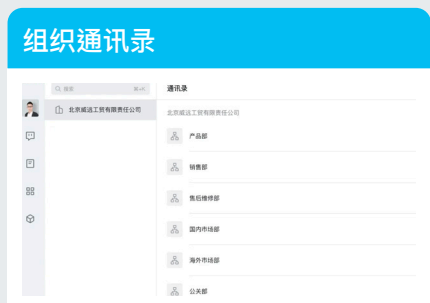 组织通讯录
搜索 ⌘+K
通讯录
北京威远工贸有限责任公司
北京威远工贸有限责任公司
产品部
销售部
售后维修部
国内市场部
海外市场部
公关部